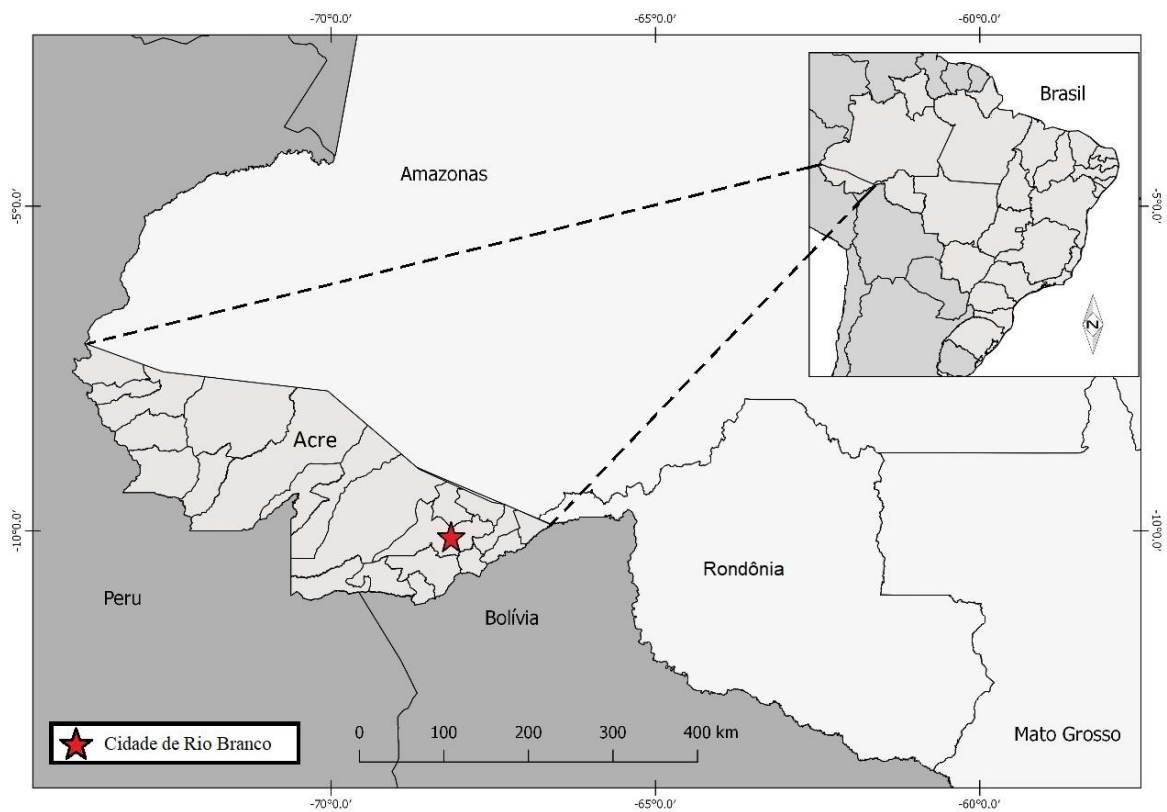 -70°0.0'
-65°0.0'
-60°0.0'
Brasil
Amazonas
-5°0.0'
-5°0.0'
N
Acre
-10°0.0'
-10°0.0'
Rondônia
Peru
Bolívia
Cidade de Rio Branco
0 100 200 300 400 km
Mato Grosso
-70°0.0'
-65°0.0'
-60°0.0'